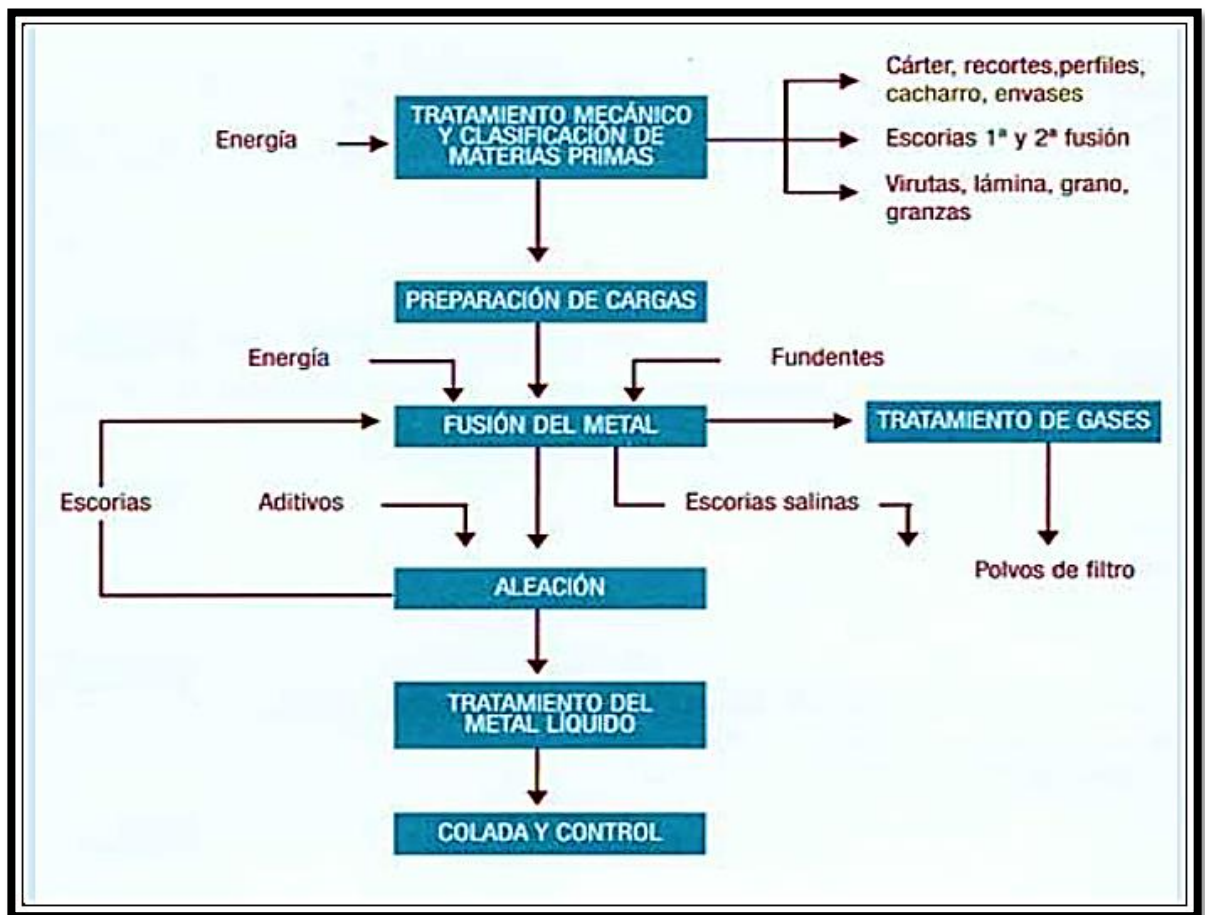 Cárter, recortes,perfiles,
cacharro, envases
Energía
TRATAMIENTO MECÁNICO
Y CLASIFICACIÓN DE
MATERIAS PRIMAS
Escorias 1ª y 2ª fusión
Virutas, lámina, grano,
granzas
PREPARACIÓN DE CARGAS
Energía
Fundentes
FUSIÓN DEL METAL
TRATAMIENTO DE GASES
Escorias
Aditivos
Escorias salinas
Polvos de filtro
ALEACIÓN
TRATAMIENTO DEL
METAL LÍQUIDO
COLADA Y CONTROL